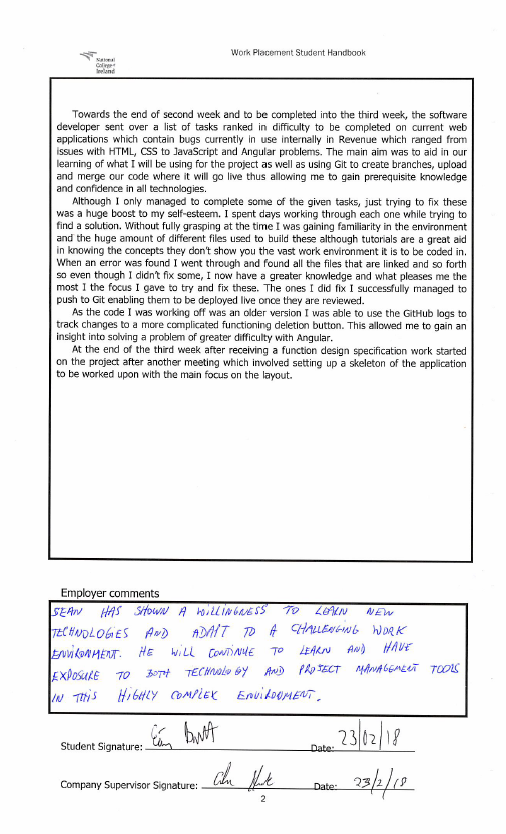 Work Placement Student Handbook
National
College of
Ireland
Towards the end of second week and to be completed into the third week, the software
developer sent over a list of tasks ranked in difficulty to be completed on current web
applications which contain bugs currently in use internally in Revenue which ranged from
issues with HTML, CSS to JavaScript and Angular problems. The main aim was to aid in our
learning of what I will be using for the project as well as using Git to create branches, upload
and merge our code where it will go live thus allowing me to gain prerequisite knowledge
and confidence in all technologies.
Although I only managed to complete some of the given tasks, just trying to fix these
was a huge boost to my self-esteem. I spent days working through each one while trying to
find a solution. Without fully grasping at the time I was gaining familiarity in the environment
and the huge amount of different files used to build these although tutorials are a great aid
in knowing the concepts they don't show you the vast work environment it is to be coded in.
When an error was found I went through and found all the files that are linked and so forth
so even though I didn't fix some, I now have a greater knowledge and what pleases me the
most I the focus I gave to try and fix these. The ones I did fix I successfully managed to
push to Git enabling them to be deployed live once they are reviewed.
As the code I was working off was an older version I was able to use the GitHub logs to
track changes to a more complicated functioning deletion button. This allowed me to gain an
insight into solving a problem of greater difficulty with Angular.
At the end of the third week after receiving a function design specification work started
on the project after another meeting which involved setting up a skeleton of the application
to be worked upon with the main focus on the layout.
Employer comments
SEAN HAS SHOWN A WILLINGNESS TO LEARN NEW
TECHNOLOGIES AND ADAPT TO A CHALLENGING WORK
ENVIRONMENT. HE WILL CONTINUE TO LEARN AND HAVE
EXPOSURE TO BOTH TECHNOLOGY AND PROJECT MANAGEMENT TOOLS
IN THIS HIGHLY COMPLEX ENVIRONMENT.
Student Signature: Date: 23/02/18
Company Supervisor Signature: Date: 23/2/18
2